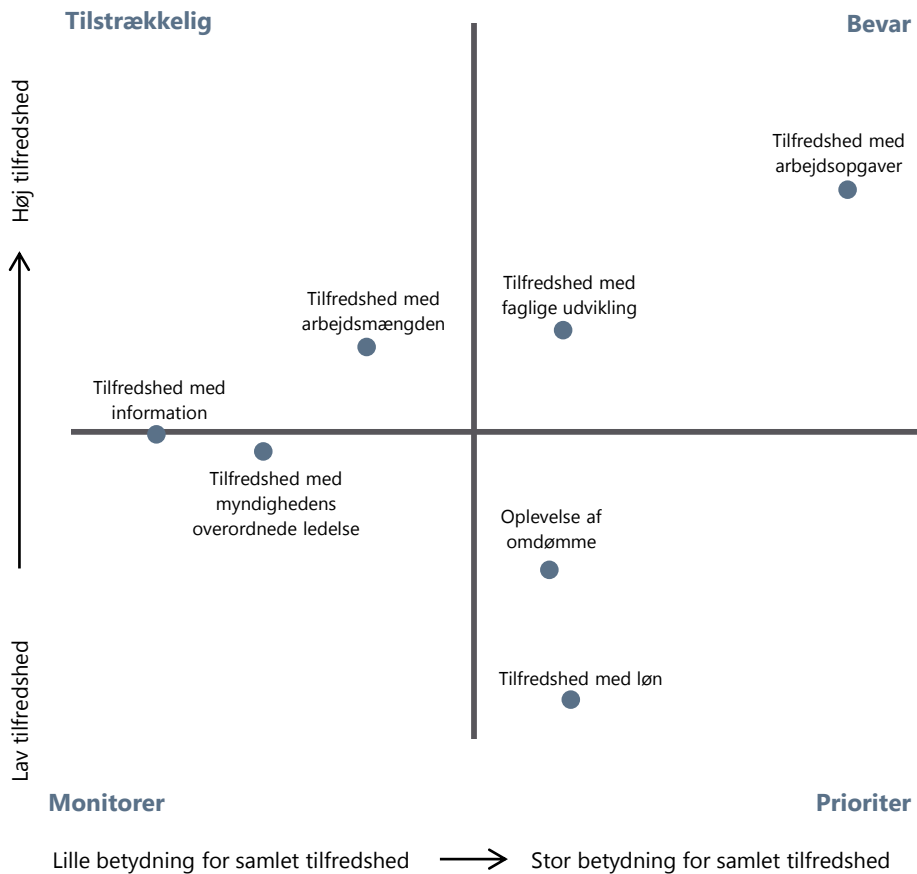 Tilstrækkelig
Bevar
Høj tilfredshed
Tilfredshed med
arbejdsopgaver
Tilfredshed med
faglige udvikling
Tilfredshed med
arbejdsmængden
Tilfredshed med
information
Tilfredshed med
myndighedens
overordnede ledelse
Oplevelse af
omdømme
Tilfredshed med løn
Lav tilfredshed
Monitorer
Prioriter
Lille betydning for samlet tilfredshed
Stor betydning for samlet tilfredshed